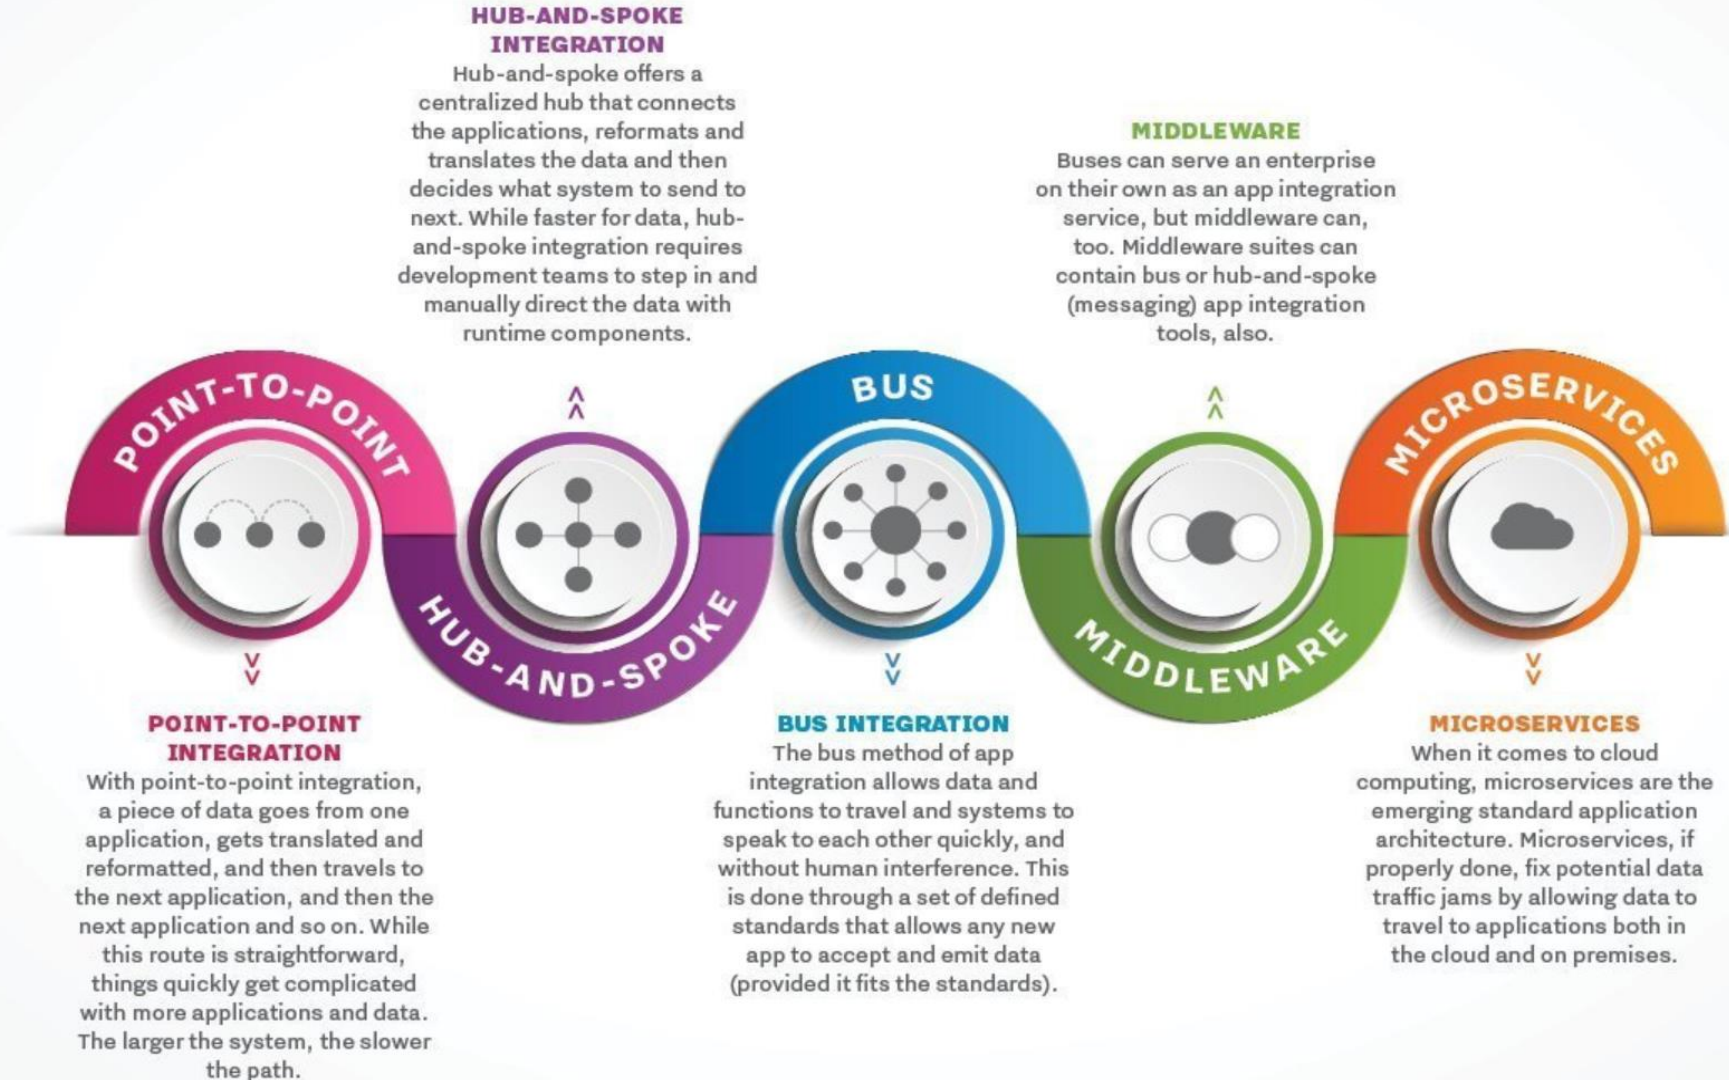 HUB-AND-SPOKE
INTEGRATION
Hub-and-spoke offers a
centralized hub that connects
the applications, reformats and
translates the data and then
decides what system to send to
next. While faster for data, hub-
and-spoke integration requires
development teams to step in and
manually direct the data with
runtime components.
MIDDLEWARE
Buses can serve an enterprise
on their own as an app integration
service, but middleware can,
too. Middleware suites can
contain bus or hub-and-spoke
(messaging) app integration
tools, also.
POINT-TO-POINT
HUB-AND-SPOKE
BUS
MIDDLEWARE
MICROSERVICES
POINT-TO-POINT
INTEGRATION
With point-to-point integration,
a piece of data goes from one
application, gets translated and
reformatted, and then travels to
the next application, and then the
next application and so on. While
this route is straightforward,
things quickly get complicated
with more applications and data.
The larger the system, the slower
the path.
BUS INTEGRATION
The bus method of app
integration allows data and
functions to travel and systems to
speak to each other quickly, and
without human interference. This
is done through a set of defined
standards that allows any new
app to accept and emit data
(provided it fits the standards).
MICROSERVICES
When it comes to cloud
computing, microservices are the
emerging standard application
architecture. Microservices, if
properly done, fix potential data
traffic jams by allowing data to
travel to applications both in
the cloud and on premises.